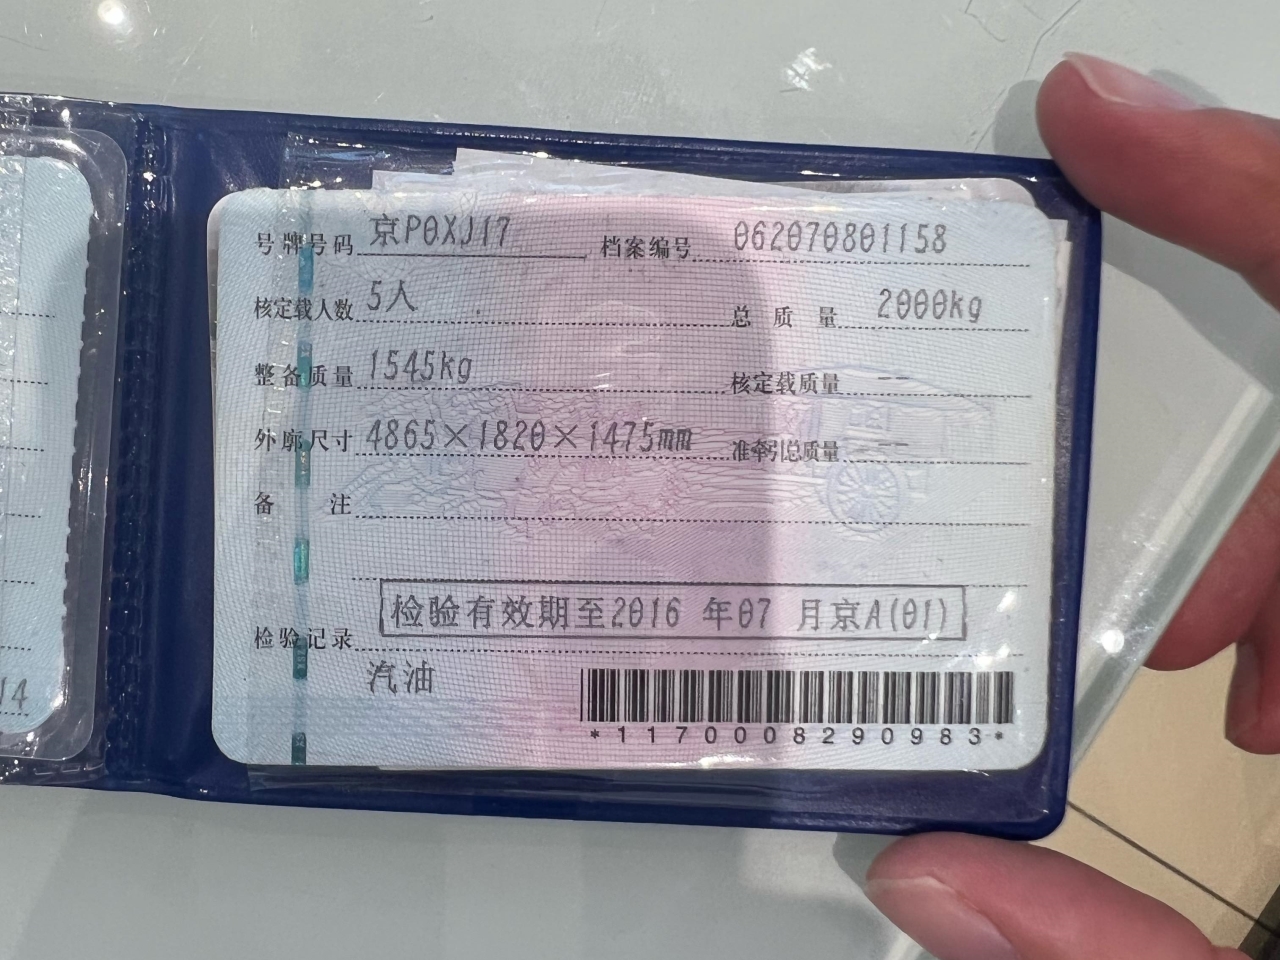 号牌号码 京P0XJ17 档案编号 062070801158
核定载人数 5人 总质量 2000kg
整备质量 1545kg 核定载质量 --
外廓尺寸 4865×1820×1475mm 准牵引总质量 --
备注
检验记录 检验有效期至2016 年07 月京A(01)
汽油
*1170008290983*
14